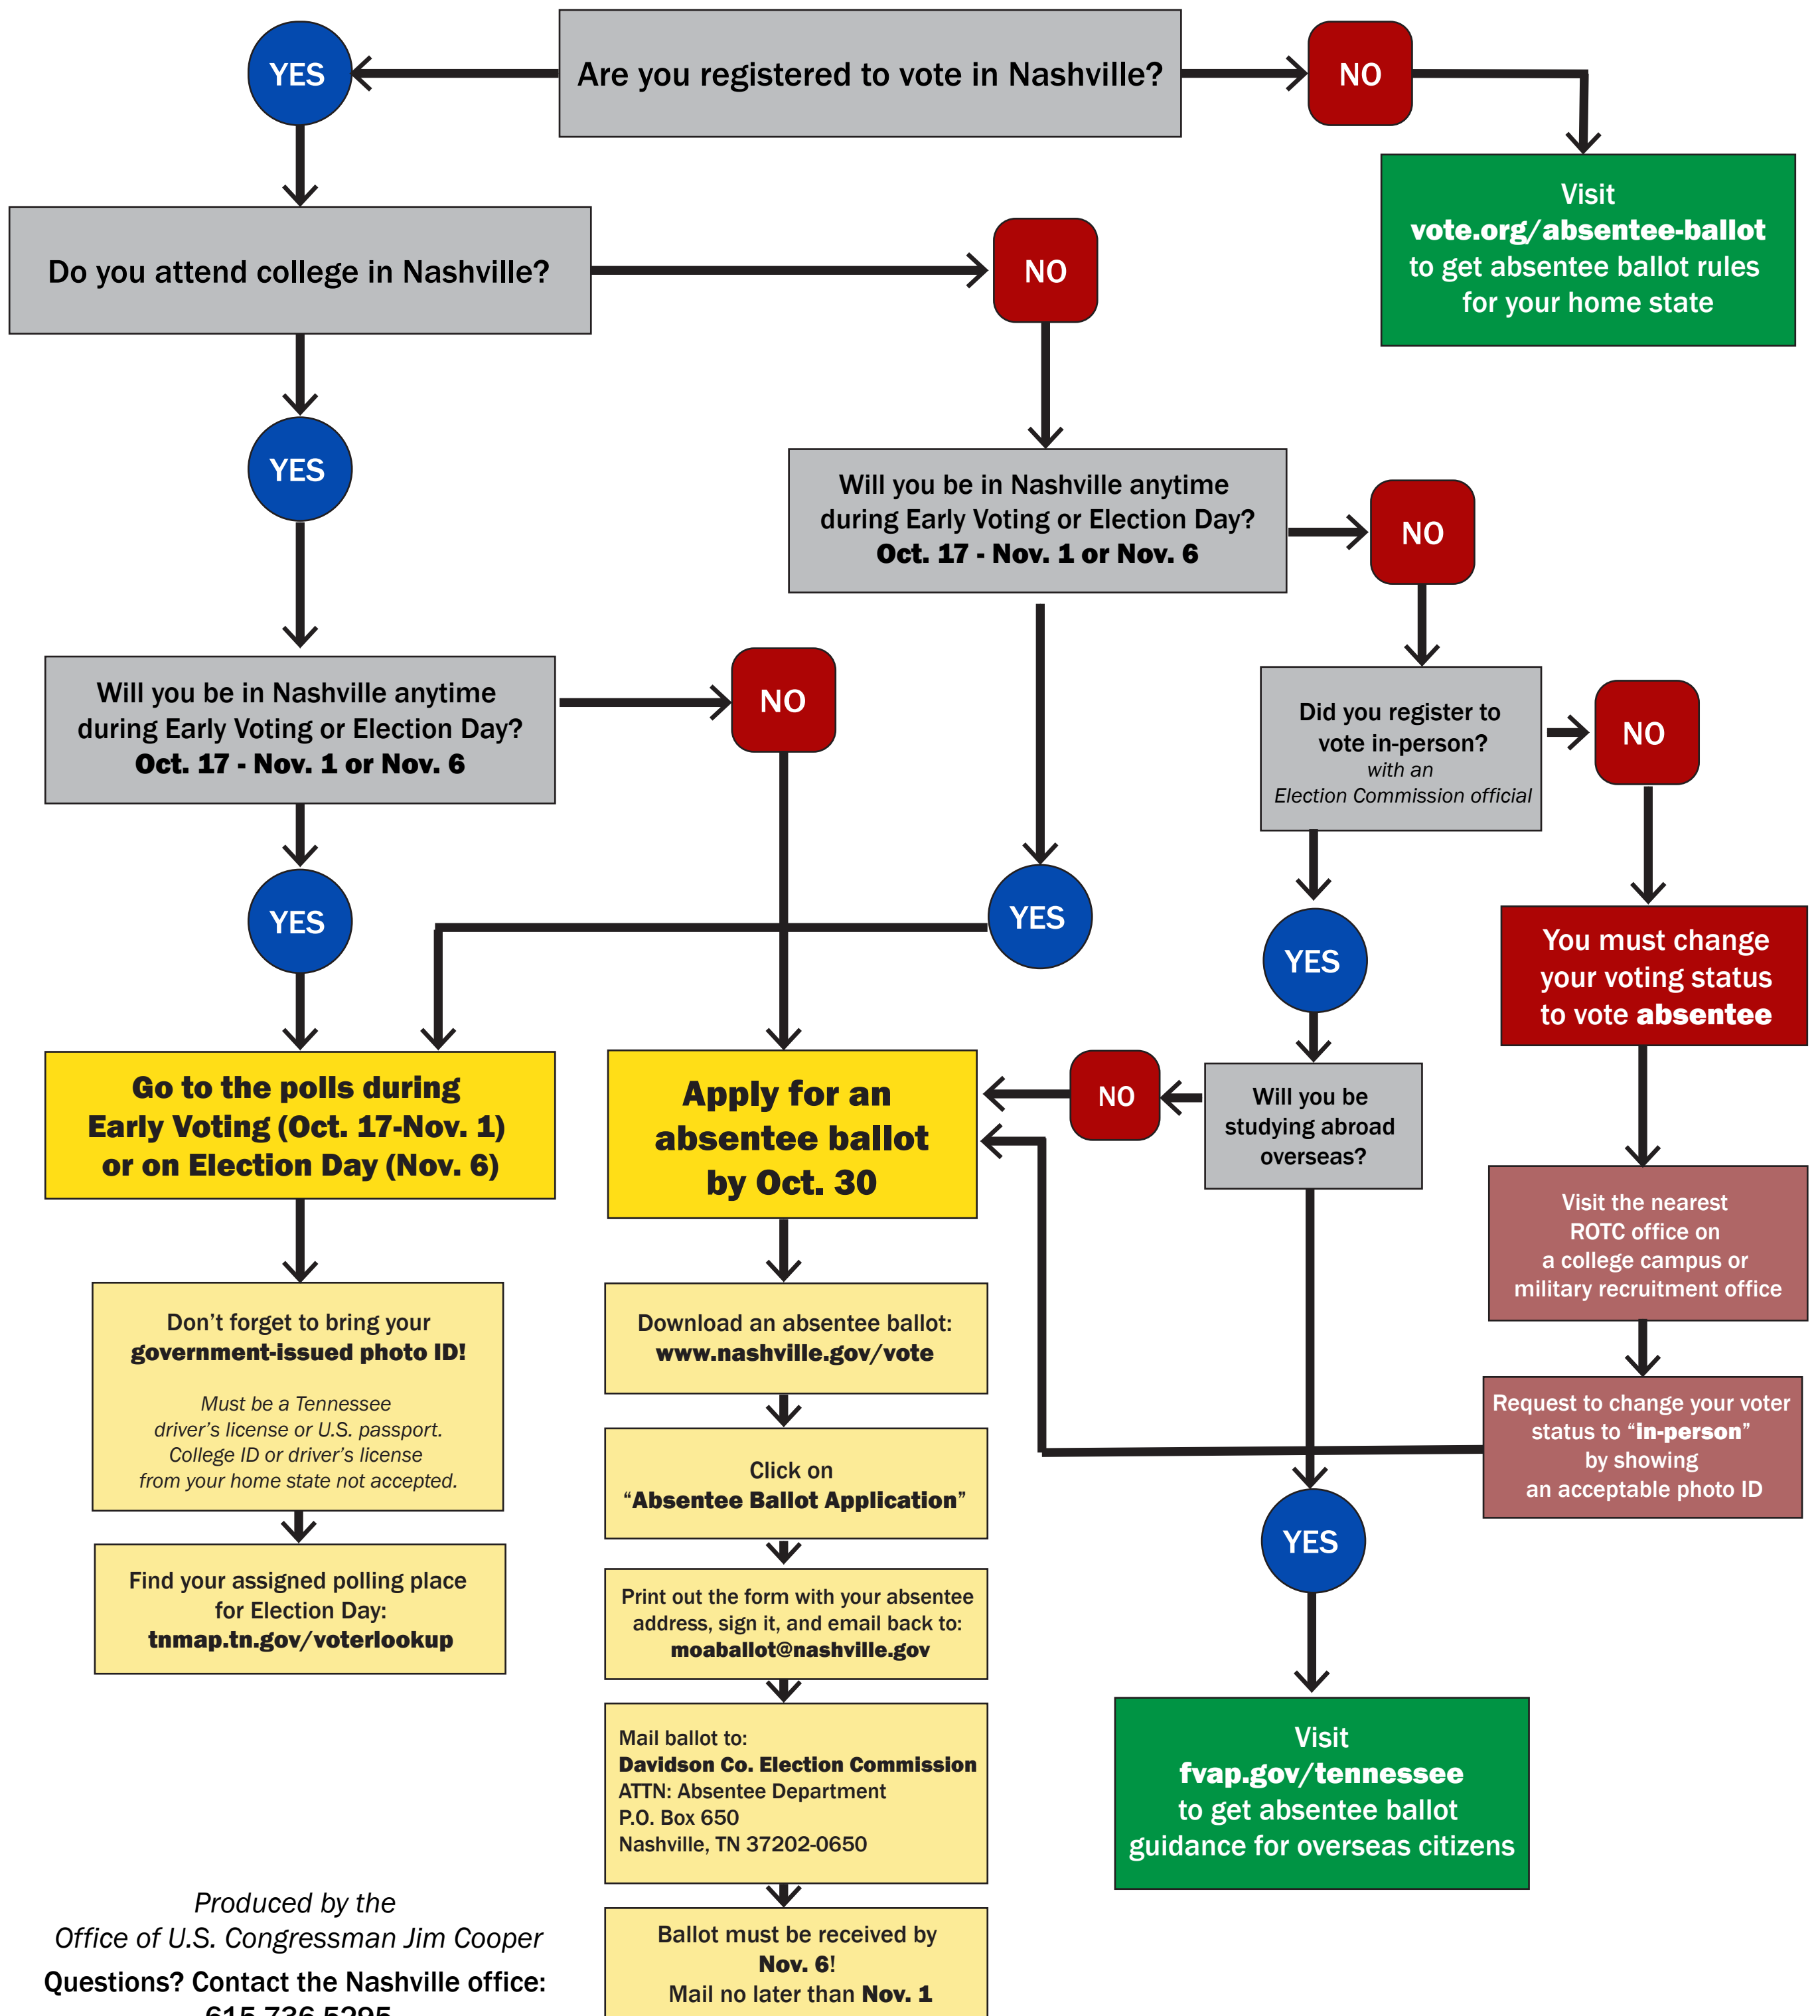 Are you registered to vote in Nashville?
YES
NO
Visit
vote.org/absentee-ballot
to get absentee ballot rules
for your home state
Do you attend college in Nashville?
NO
YES
Will you be in Nashville anytime
during Early Voting or Election Day?
Oct. 17 - Nov. 1 or Nov. 6
NO
Will you be in Nashville anytime
during Early Voting or Election Day?
Oct. 17 - Nov. 1 or Nov. 6
NO
Did you register to
vote in-person?
with an
Election Commission official
NO
YES
YES
YES
You must change
your voting status
to vote absentee
Go to the polls during
Early Voting (Oct. 17-Nov. 1)
or on Election Day (Nov. 6)
Apply for an
absentee ballot
by Oct. 30
NO
Will you be
studying abroad
overseas?
Visit the nearest
ROTC office on
a college campus or
military recruitment office
Don’t forget to bring your
government-issued photo ID!
Must be a Tennessee
driver’s license or U.S. passport.
College ID or driver’s license
from your home state not accepted.
Download an absentee ballot:
www.nashville.gov/vote
Request to change your voter
status to “in-person”
by showing
an acceptable photo ID
Click on
“Absentee Ballot Application”
YES
Find your assigned polling place
for Election Day:
tnmap.tn.gov/voterlookup
Print out the form with your absentee
address, sign it, and email back to:
moaballot@nashville.gov
Mail ballot to:
Davidson Co. Election Commission
ATTN: Absentee Department
P.O. Box 650
Nashville, TN 37202-0650
Visit
fvap.gov/tennessee
to get absentee ballot
guidance for overseas citizens
Ballot must be received by
Nov. 6!
Mail no later than Nov. 1
Produced by the
Office of U.S. Congressman Jim Cooper
Questions? Contact the Nashville office:
615.736.5295